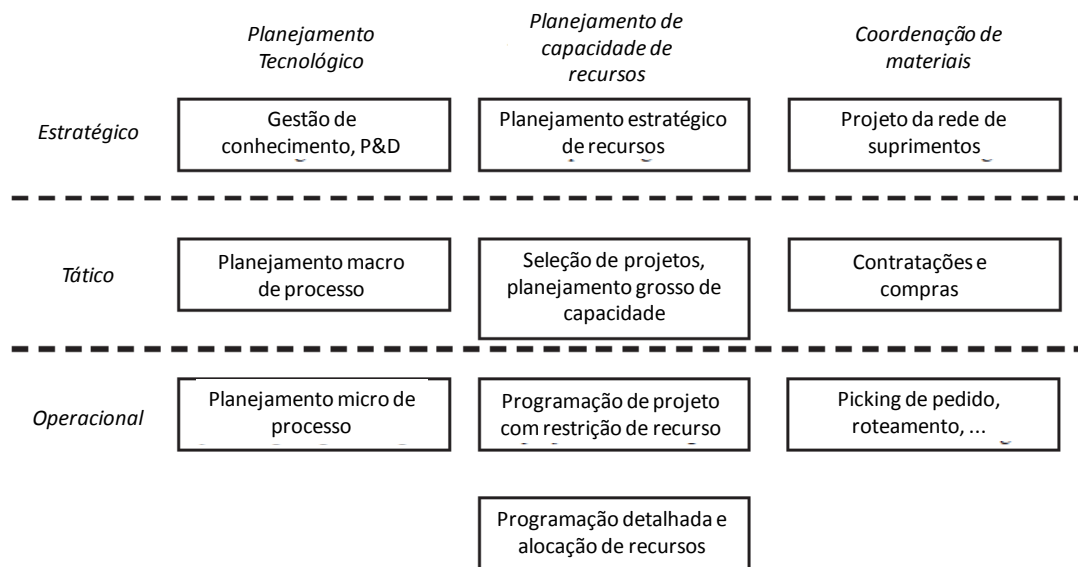 Planejamento
Tecnológico
Planejamento de
capacidade de
recursos
Coordenação de
materiais
Estratégico
Gestão de
conhecimento, P&D
Planejamento estratégico
de recursos
Projeto da rede de
suprimentos
Tático
Planejamento macro
de processo
Seleção de projetos,
planejamento grosso de
capacidade
Contratações e
compras
Operacional
Planejamento micro de
processo
Programação de projeto
com restrição de recurso
Picking de pedido,
roteamento, ...
Programação detalhada e
alocação de recursos